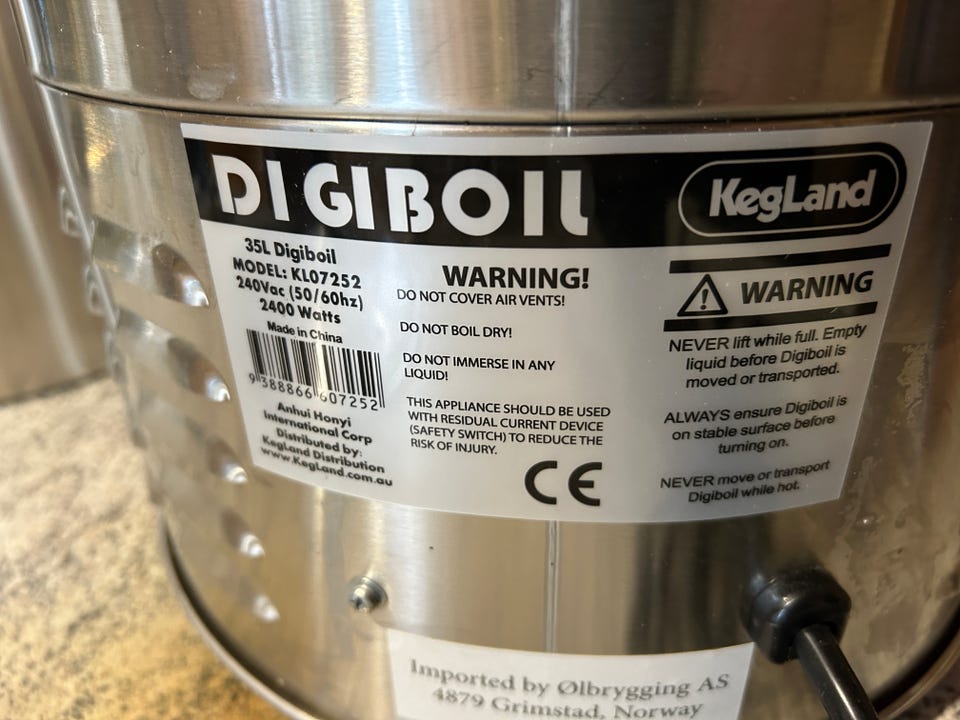 DIGIBOIL
KegLand
35L Digiboil
MODEL: KL07252
240Vac (50/60hz)
2400 Watts
Made in China
9 388866 607252
Anhui Honyi
International Corp
Distributed by:
KegLand Distribution
www.KegLand.com.au
WARNING!
DO NOT COVER AIR VENTS!
DO NOT BOIL DRY!
DO NOT IMMERSE IN ANY
LIQUID!
THIS APPLIANCE SHOULD BE USED
WITH RESIDUAL CURRENT DEVICE
(SAFETY SWITCH) TO REDUCE THE
RISK OF INJURY.
CE
WARNING
NEVER lift while full. Empty
liquid before Digiboil is
moved or transported.
ALWAYS ensure Digiboil is
on stable surface before
turning on.
NEVER move or transport
Digiboil while hot.
Imported by Ølbrygging AS
4879 Grimstad, Norway